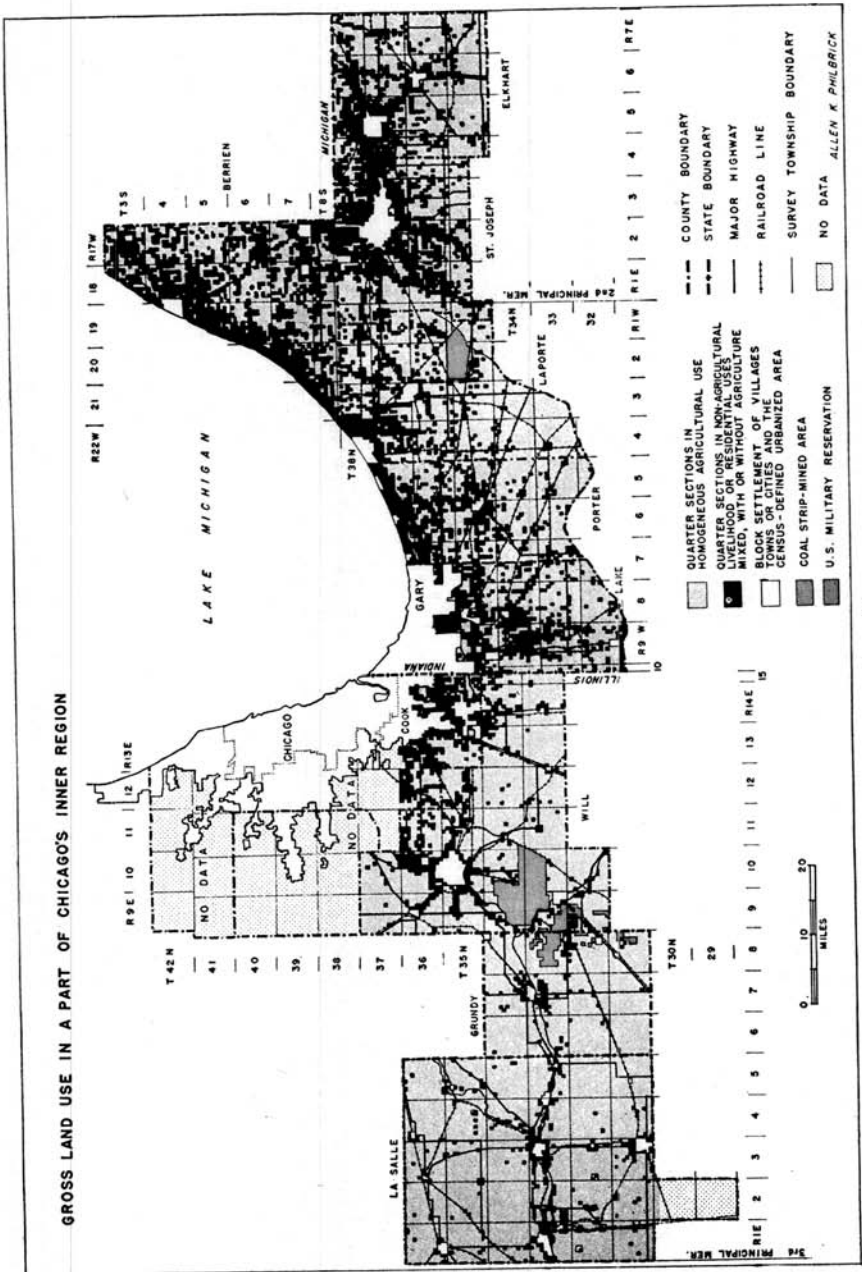 GROSS LAND USE IN A PART OF CHICAGO'S INNER REGION
R22W | 21 | 20 | 19 | 18 | R17W
T3S
4
5
BERRIEN
6
7
T8S
MICHIGAN
LAKE MICHIGAN
R9E | 10 | 11 | 12 | R13E
T42N
41
40
39
38
37
36
T35N
NO DATA
NO DATA
CHICAGO
COOK
GARY
INDIANA
ILLINOIS
T38N
ST. JOSEPH
ELKHART
2nd PRINCIPAL MER.
R1E | 2 | 3 | 4 | 5 | 6 | R7E
T34N
33
32
LAPORTE
PORTER
LAKE
10 | R9W | 8 | 7 | 6 | 5 | 4 | 3 | 2 | R1W
LA SALLE
GRUNDY
WILL
T30N
29
3rd PRINCIPAL MER.
R1E | 2 | 3 | 4 | 5 | 6 | 7 | 8 | 9 | 10 | 11 | 12 | 13 | R14E | 15
0 10 20
MILES
QUARTER SECTIONS IN
HOMOGENEOUS AGRICULTURAL USE
QUARTER SECTIONS IN NON-AGRICULTURAL
LIVELIHOOD OR RESIDENTIAL USES
MIXED, WITH OR WITHOUT AGRICULTURE
BLOCK SETTLEMENT OF VILLAGES
TOWNS OR CITIES AND THE
CENSUS-DEFINED URBANIZED AREA
COAL STRIP-MINED AREA
U.S. MILITARY RESERVATION
COUNTY BOUNDARY
STATE BOUNDARY
MAJOR HIGHWAY
RAILROAD LINE
SURVEY TOWNSHIP BOUNDARY
NO DATA
ALLEN K PHILBRICK